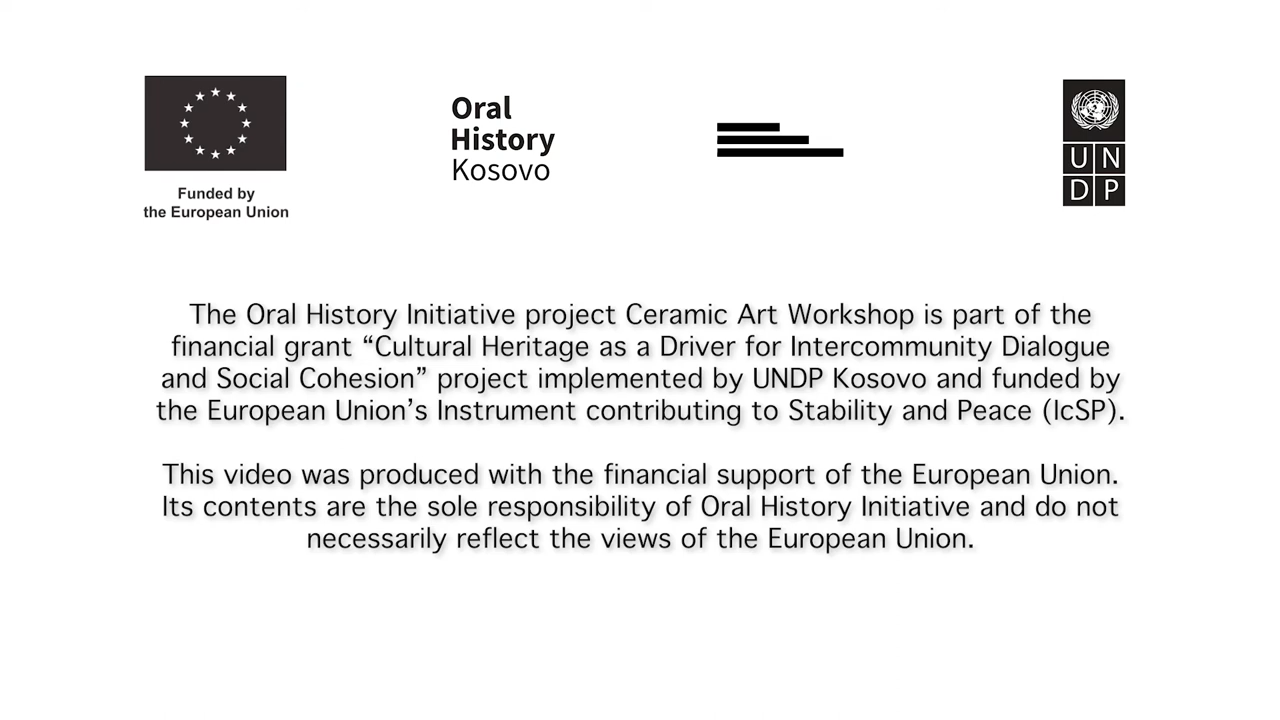 Funded by
the European Union
Oral
History
Kosovo
UN
DP
The Oral History Initiative project Ceramic Art Workshop is part of the
financial grant “Cultural Heritage as a Driver for Intercommunity Dialogue
and Social Cohesion” project implemented by UNDP Kosovo and funded by
the European Union’s Instrument contributing to Stability and Peace (IcSP).
This video was produced with the financial support of the European Union.
Its contents are the sole responsibility of Oral History Initiative and do not
necessarily reflect the views of the European Union.